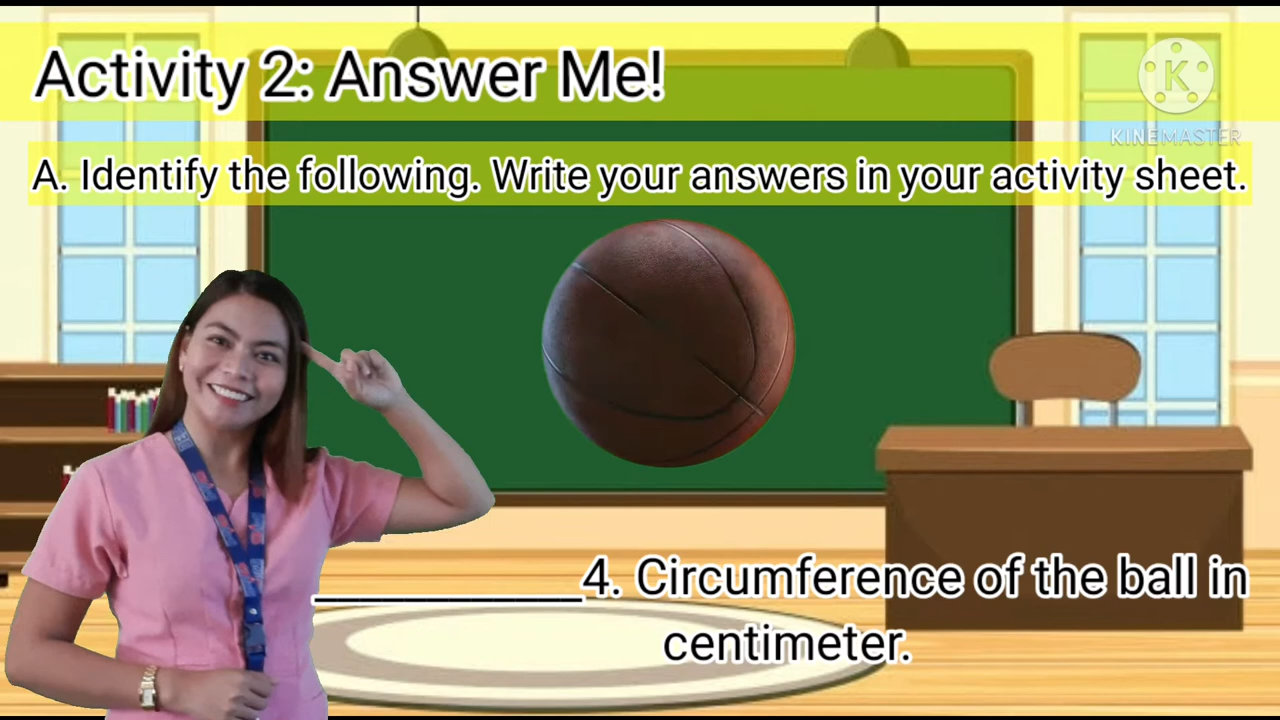 Activity 2: Answer Me!
K
KINEMASTER
A. Identify the following. Write your answers in your activity sheet.
___________4. Circumference of the ball in
centimeter.